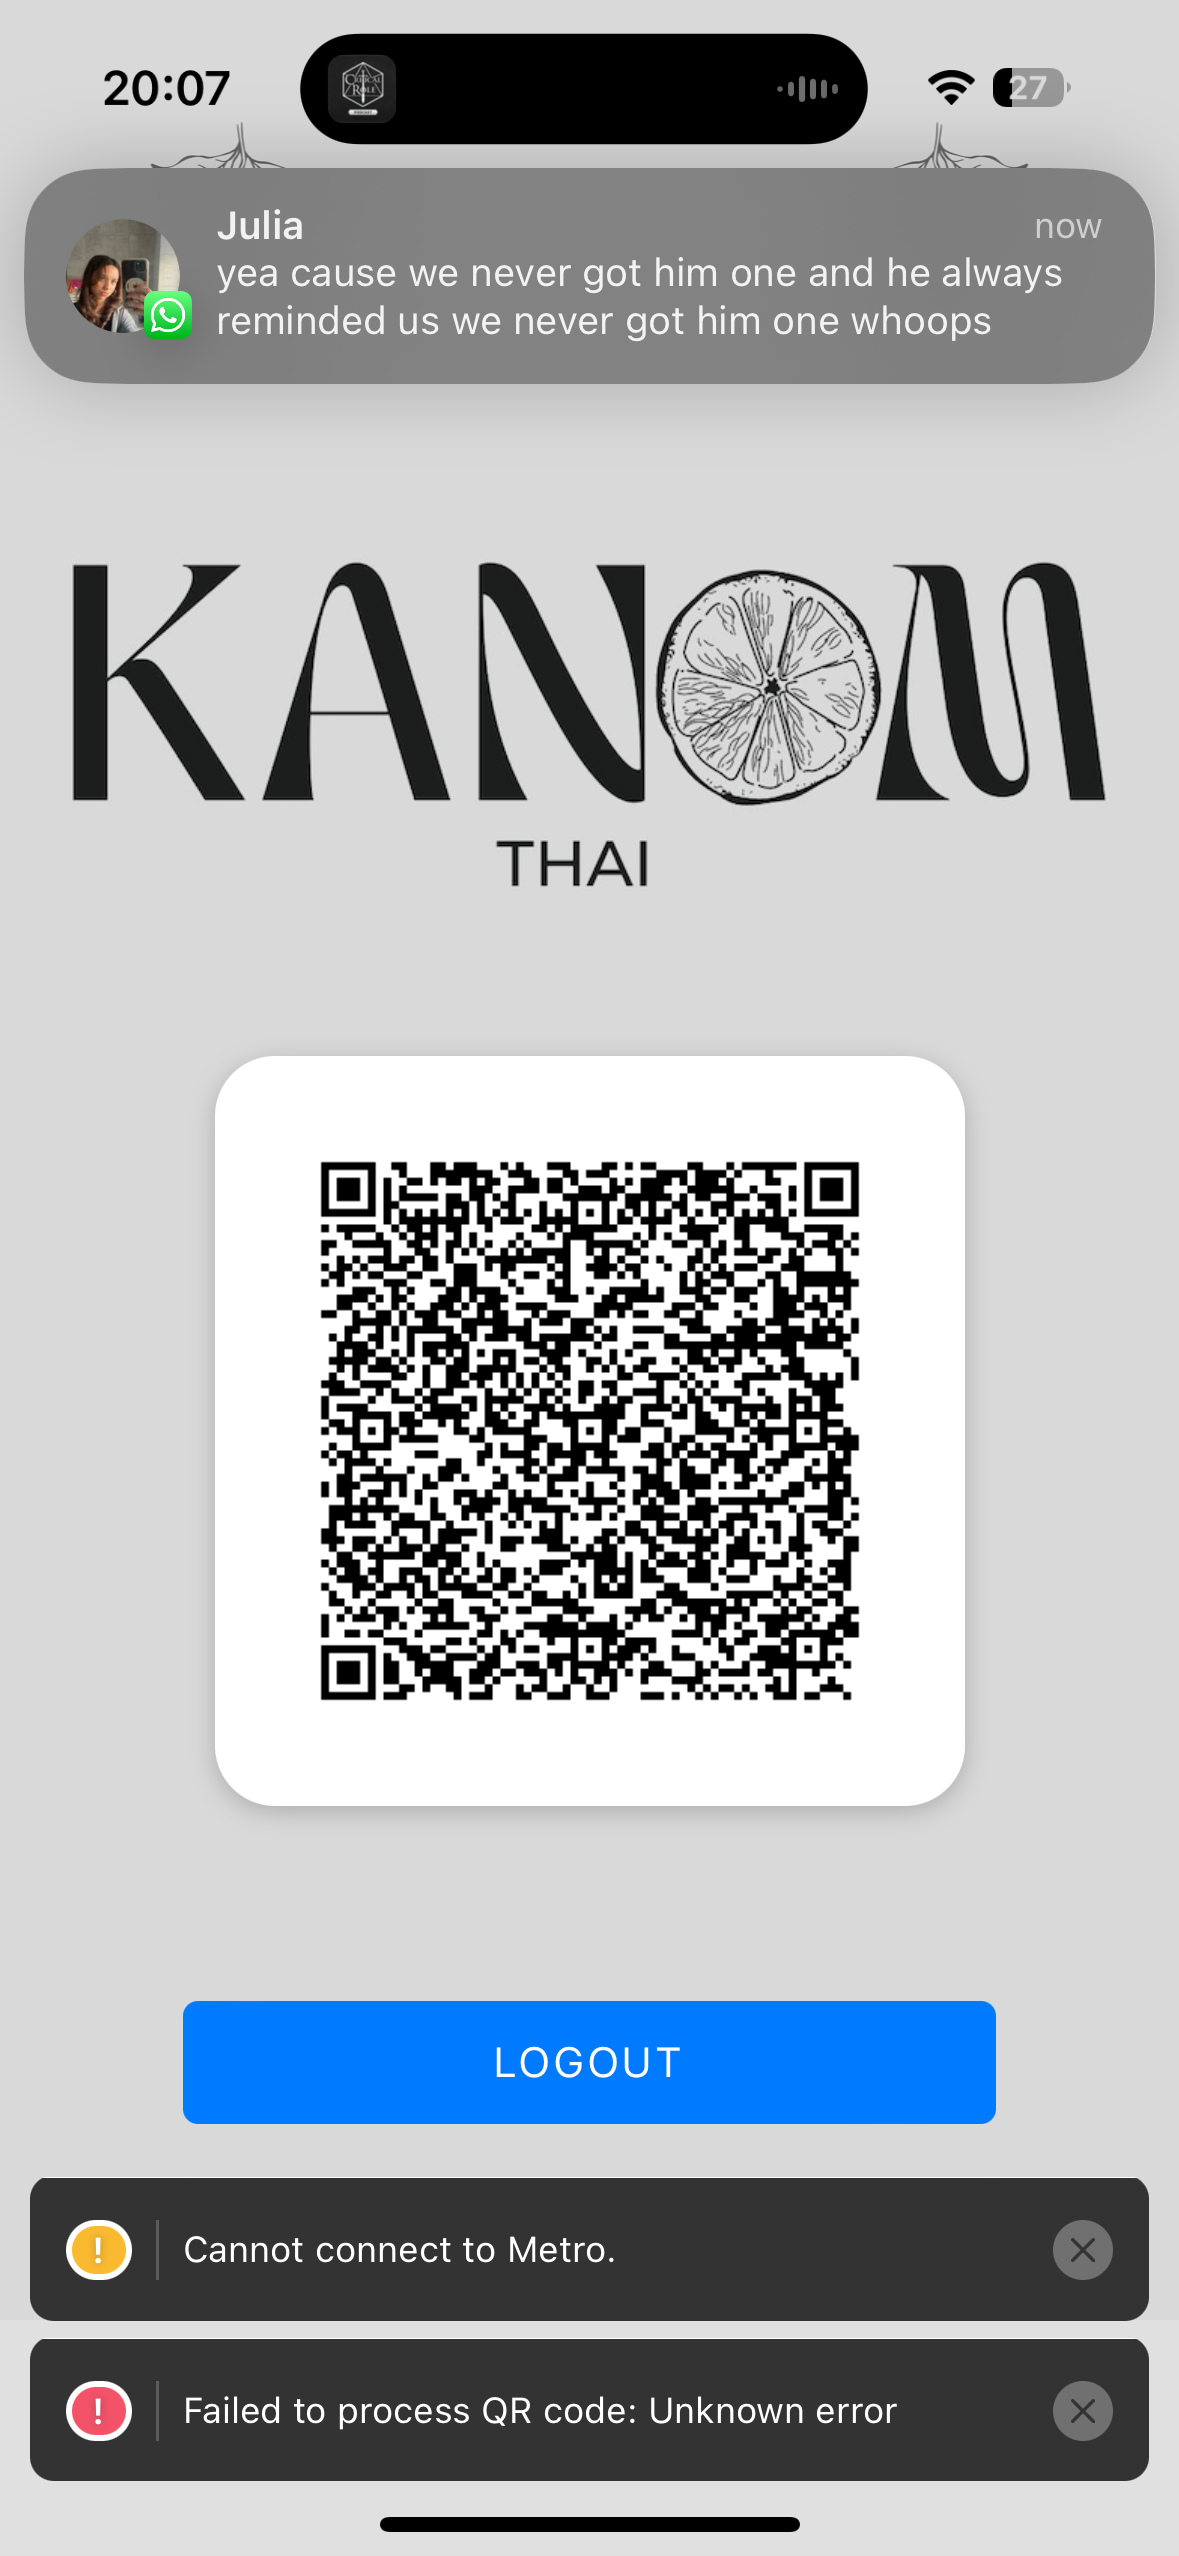 20:07
27
Julia
now
yea cause we never got him one and he always
reminded us we never got him one whoops
KANOM
THAI
LOGOUT
Cannot connect to Metro.
Failed to process QR code: Unknown error